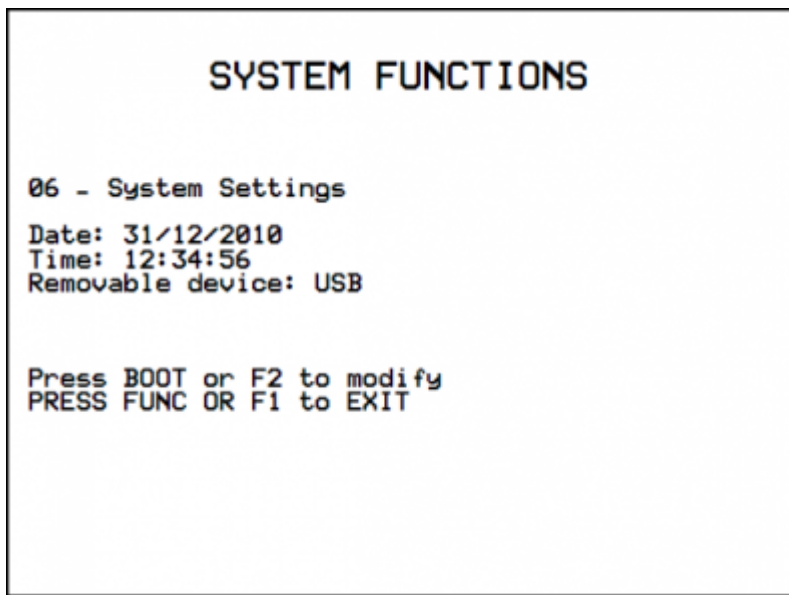 SYSTEM FUNCTIONS
06 - System Settings
Date: 31/12/2010
Time: 12:34:56
Removable device: USB
Press BOOT or F2 to modify
PRESS FUNC OR F1 to EXIT